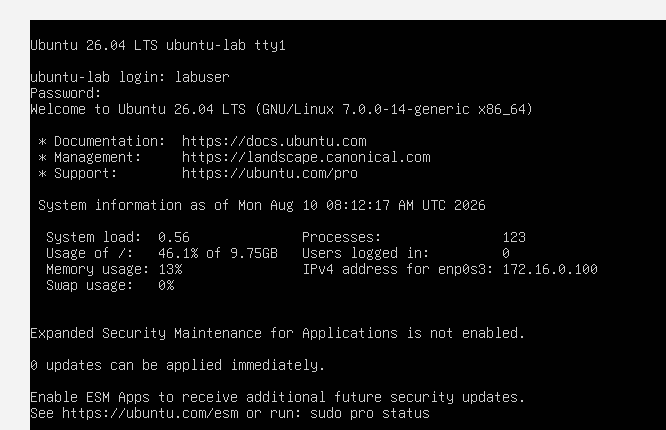 Ubuntu 26.04 LTS ubuntu-lab tty1
ubuntu-lab login: labuser
Password:
Welcome to Ubuntu 26.04 LTS (GNU/Linux 7.0.0-14-generic x86_64)
* Documentation:  https://docs.ubuntu.com
* Management:     https://landscape.canonical.com
* Support:        https://ubuntu.com/pro
System information as of Mon Aug 10 08:12:17 AM UTC 2026
System load:  0.56               Processes:               123
Usage of /:   46.1% of 9.75GB   Users logged in:         0
Memory usage: 13%               IPv4 address for enp0s3: 172.16.0.100
Swap usage:   0%
Expanded Security Maintenance for Applications is not enabled.
0 updates can be applied immediately.
Enable ESM Apps to receive additional future security updates.
See https://ubuntu.com/esm or run: sudo pro status